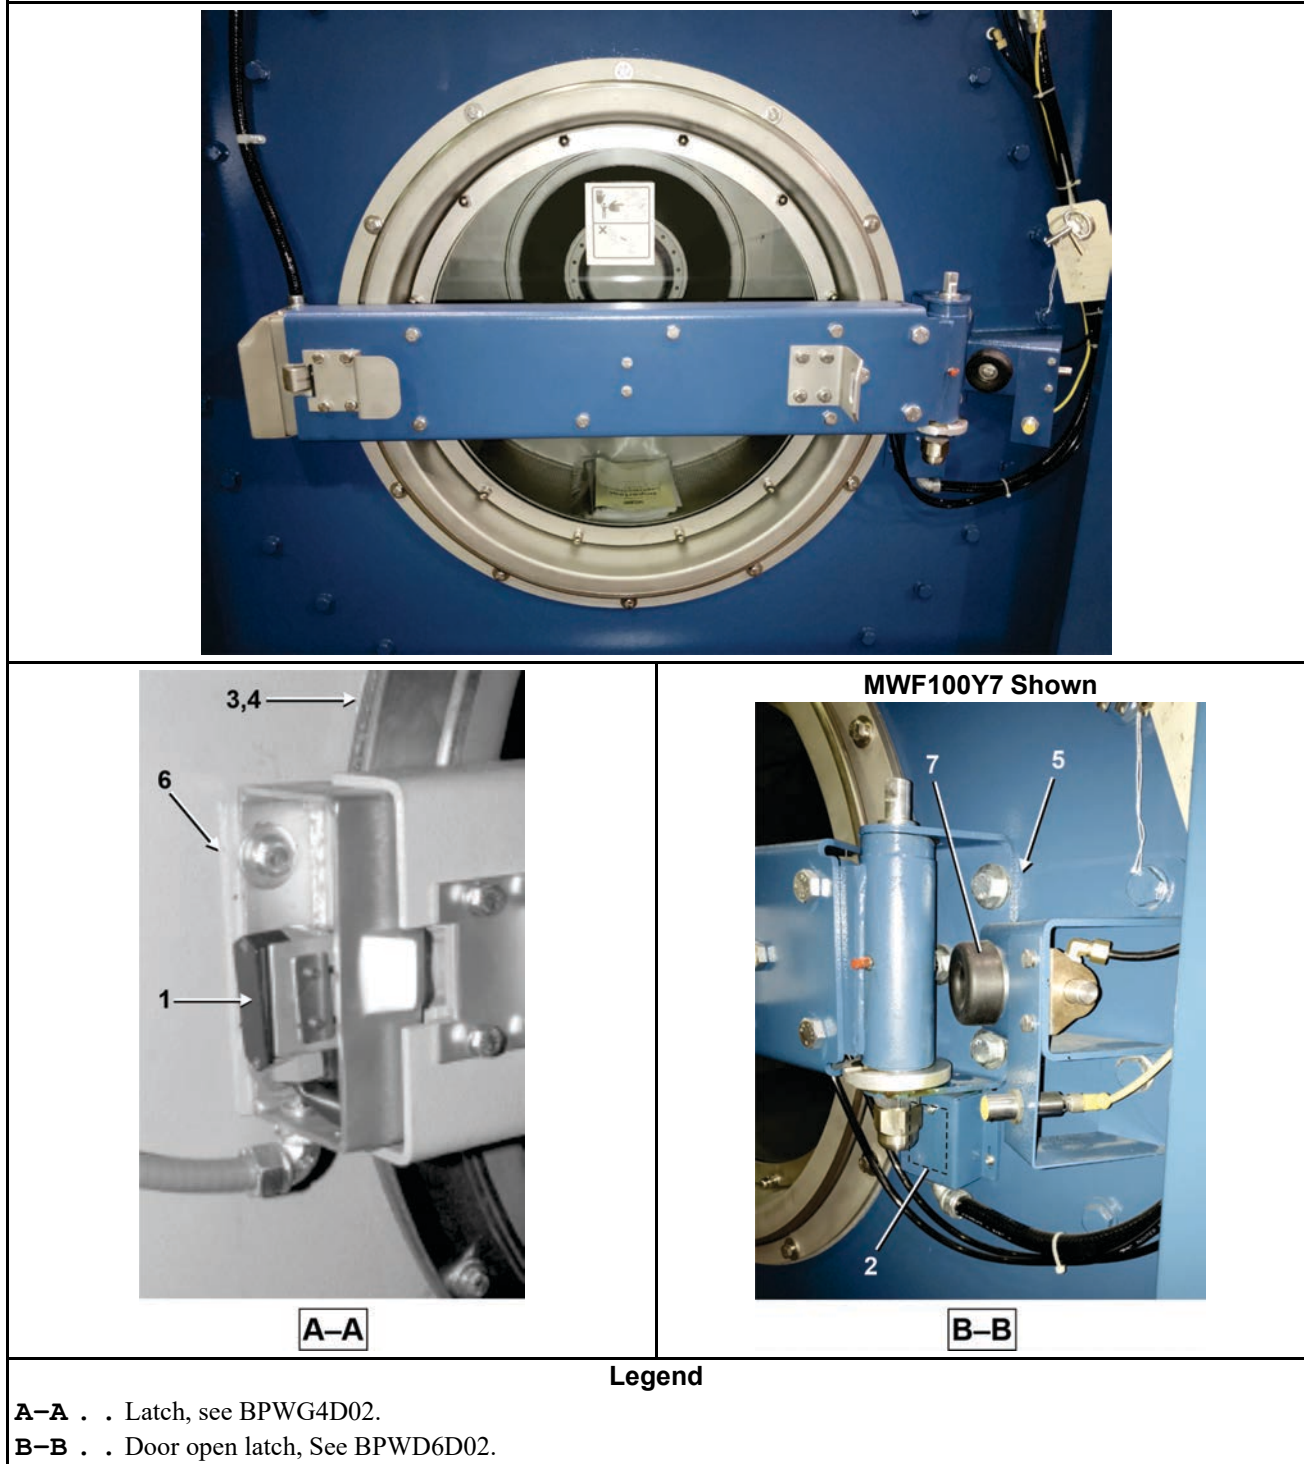 3,4
6
1
A–A
MWF100Y7 Shown
7
5
2
B–B
Legend
A–A . . Latch, see BPWG4D02.
B–B . . Door open latch, See BPWD6D02.